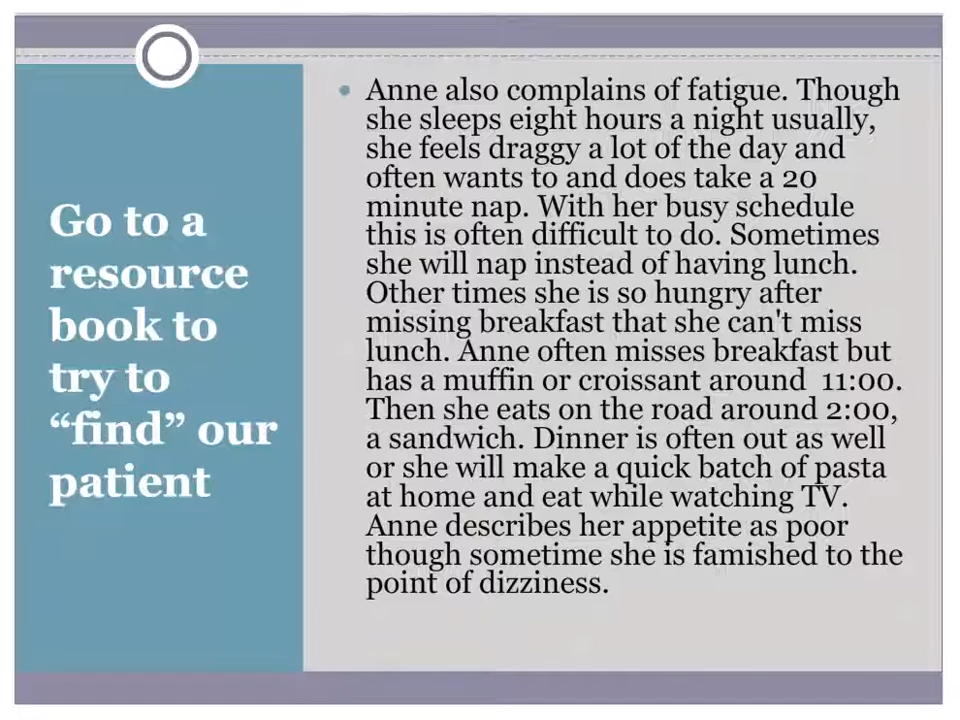 Go to a
resource
book to
try to
“find” our
patient
Anne also complains of fatigue. Though
she sleeps eight hours a night usually,
she feels draggy a lot of the day and
often wants to and does take a 20
minute nap. With her busy schedule
this is often difficult to do. Sometimes
she will nap instead of having lunch.
Other times she is so hungry after
missing breakfast that she can't miss
lunch. Anne often misses breakfast but
has a muffin or croissant around  11:00.
Then she eats on the road around 2:00,
a sandwich. Dinner is often out as well
or she will make a quick batch of pasta
at home and eat while watching TV.
Anne describes her appetite as poor
though sometime she is famished to the
point of dizziness.